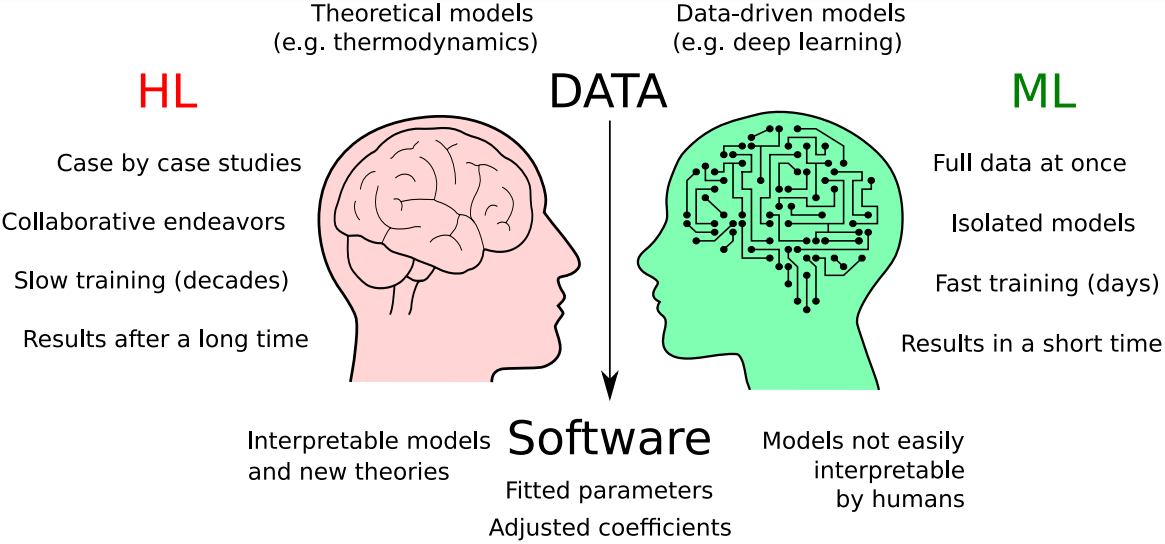 Theoretical models
(e.g. thermodynamics)
Data-driven models
(e.g. deep learning)
HL
DATA
ML
Case by case studies
Collaborative endeavors
Slow training (decades)
Results after a long time
Full data at once
Isolated models
Fast training (days)
Results in a short time
Software
Interpretable models
and new theories
Fitted parameters
Adjusted coefficients
Models not easily
interpretable
by humans